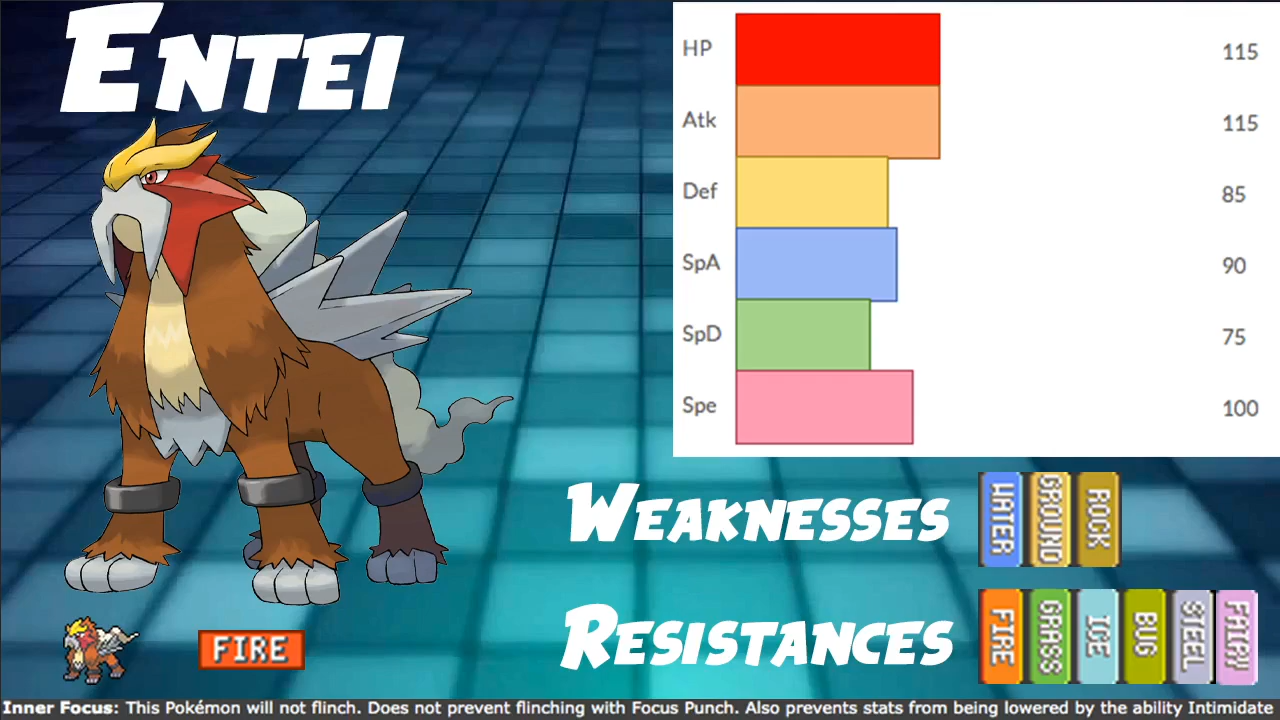 ENTEI
HP 115
Atk 115
Def 85
SpA 90
SpD 75
Spe 100
WEAKNESSES WATER GROUND ROCK
RESISTANCES FIRE GRASS ICE BUG STEEL FAIRY
FIRE
Inner Focus: This Pokémon will not flinch. Does not prevent flinching with Focus Punch. Also prevents stats from being lowered by the ability Intimidate